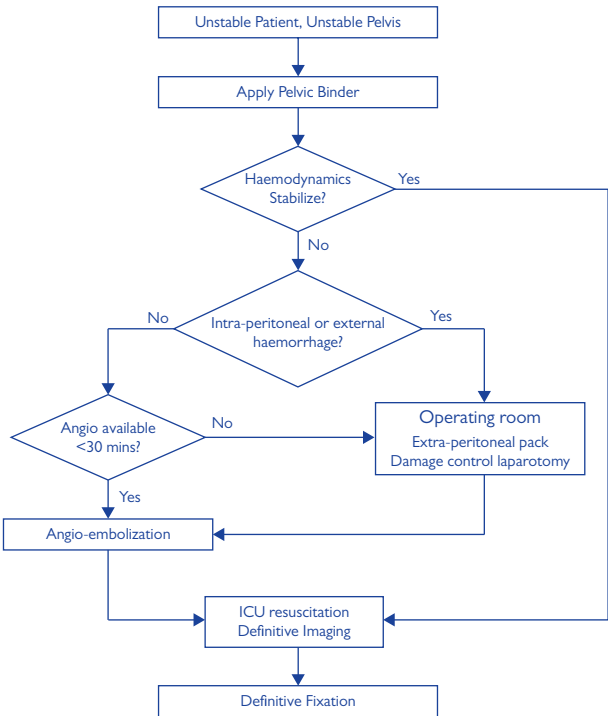 Unstable Patient, Unstable Pelvis
Apply Pelvic Binder
Haemodynamics
Stabilize?
Yes
No
Intra-peritoneal or external
haemorrhage?
No
Yes
Angio available
<30 mins?
No
Yes
Operating room
Extra-peritoneal pack
Damage control laparotomy
Angio-embolization
ICU resuscitation
Definitive Imaging
Definitive Fixation